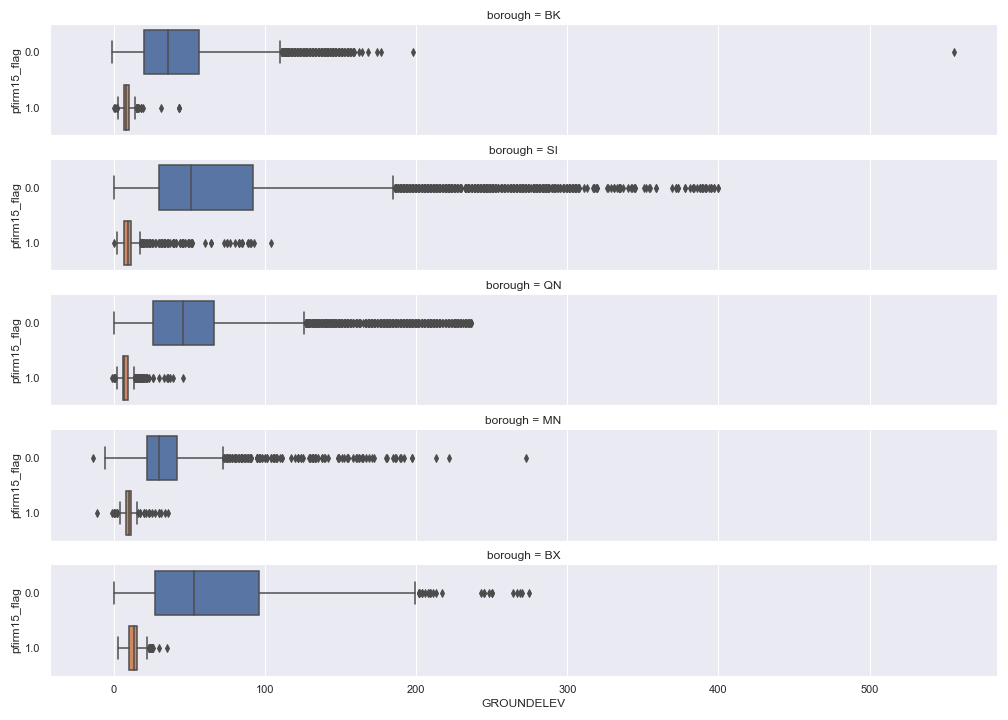 borough = BK
pfirm15_flag
0.0
1.0
borough = SI
pfirm15_flag
0.0
1.0
borough = QN
pfirm15_flag
0.0
1.0
borough = MN
pfirm15_flag
0.0
1.0
borough = BX
pfirm15_flag
0.0
1.0
0 100 200 300 400 500
GROUNDELEV